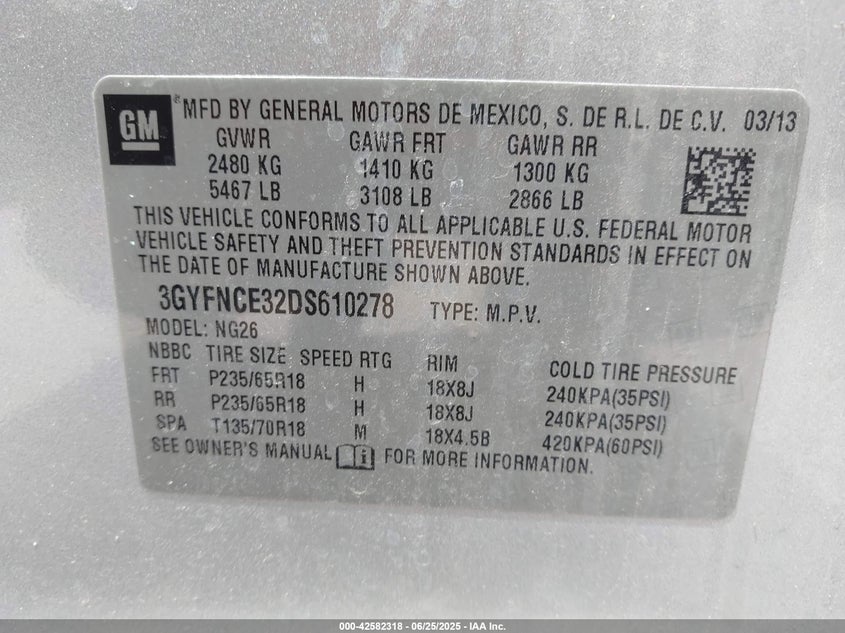 GM
® MFD BY GENERAL MOTORS DE MEXICO, S. DE R.L. DE C.V. 03/13
GVWR GAWR FRT GAWR RR
2480 KG 1410 KG 1300 KG
5467 LB 3108 LB 2866 LB
THIS VEHICLE CONFORMS TO ALL APPLICABLE U.S. FEDERAL MOTOR
VEHICLE SAFETY AND THEFT PREVENTION STANDARDS IN EFFECT ON
THE DATE OF MANUFACTURE SHOWN ABOVE.
3GYFNCE32DS610278 TYPE: M.P.V.
MODEL: NG26
NBBC TIRE SIZE SPEED RTG RIM COLD TIRE PRESSURE
FRT P235/65R18 H 18X8J 240KPA(35PSI)
RR P235/65R18 H 18X8J 240KPA(35PSI)
SPA T135/70R18 M 18X4.5B 420KPA(60PSI)
SEE OWNER'S MANUAL FOR MORE INFORMATION.
000-42582318 - 06/25/2025 - IAA Inc.